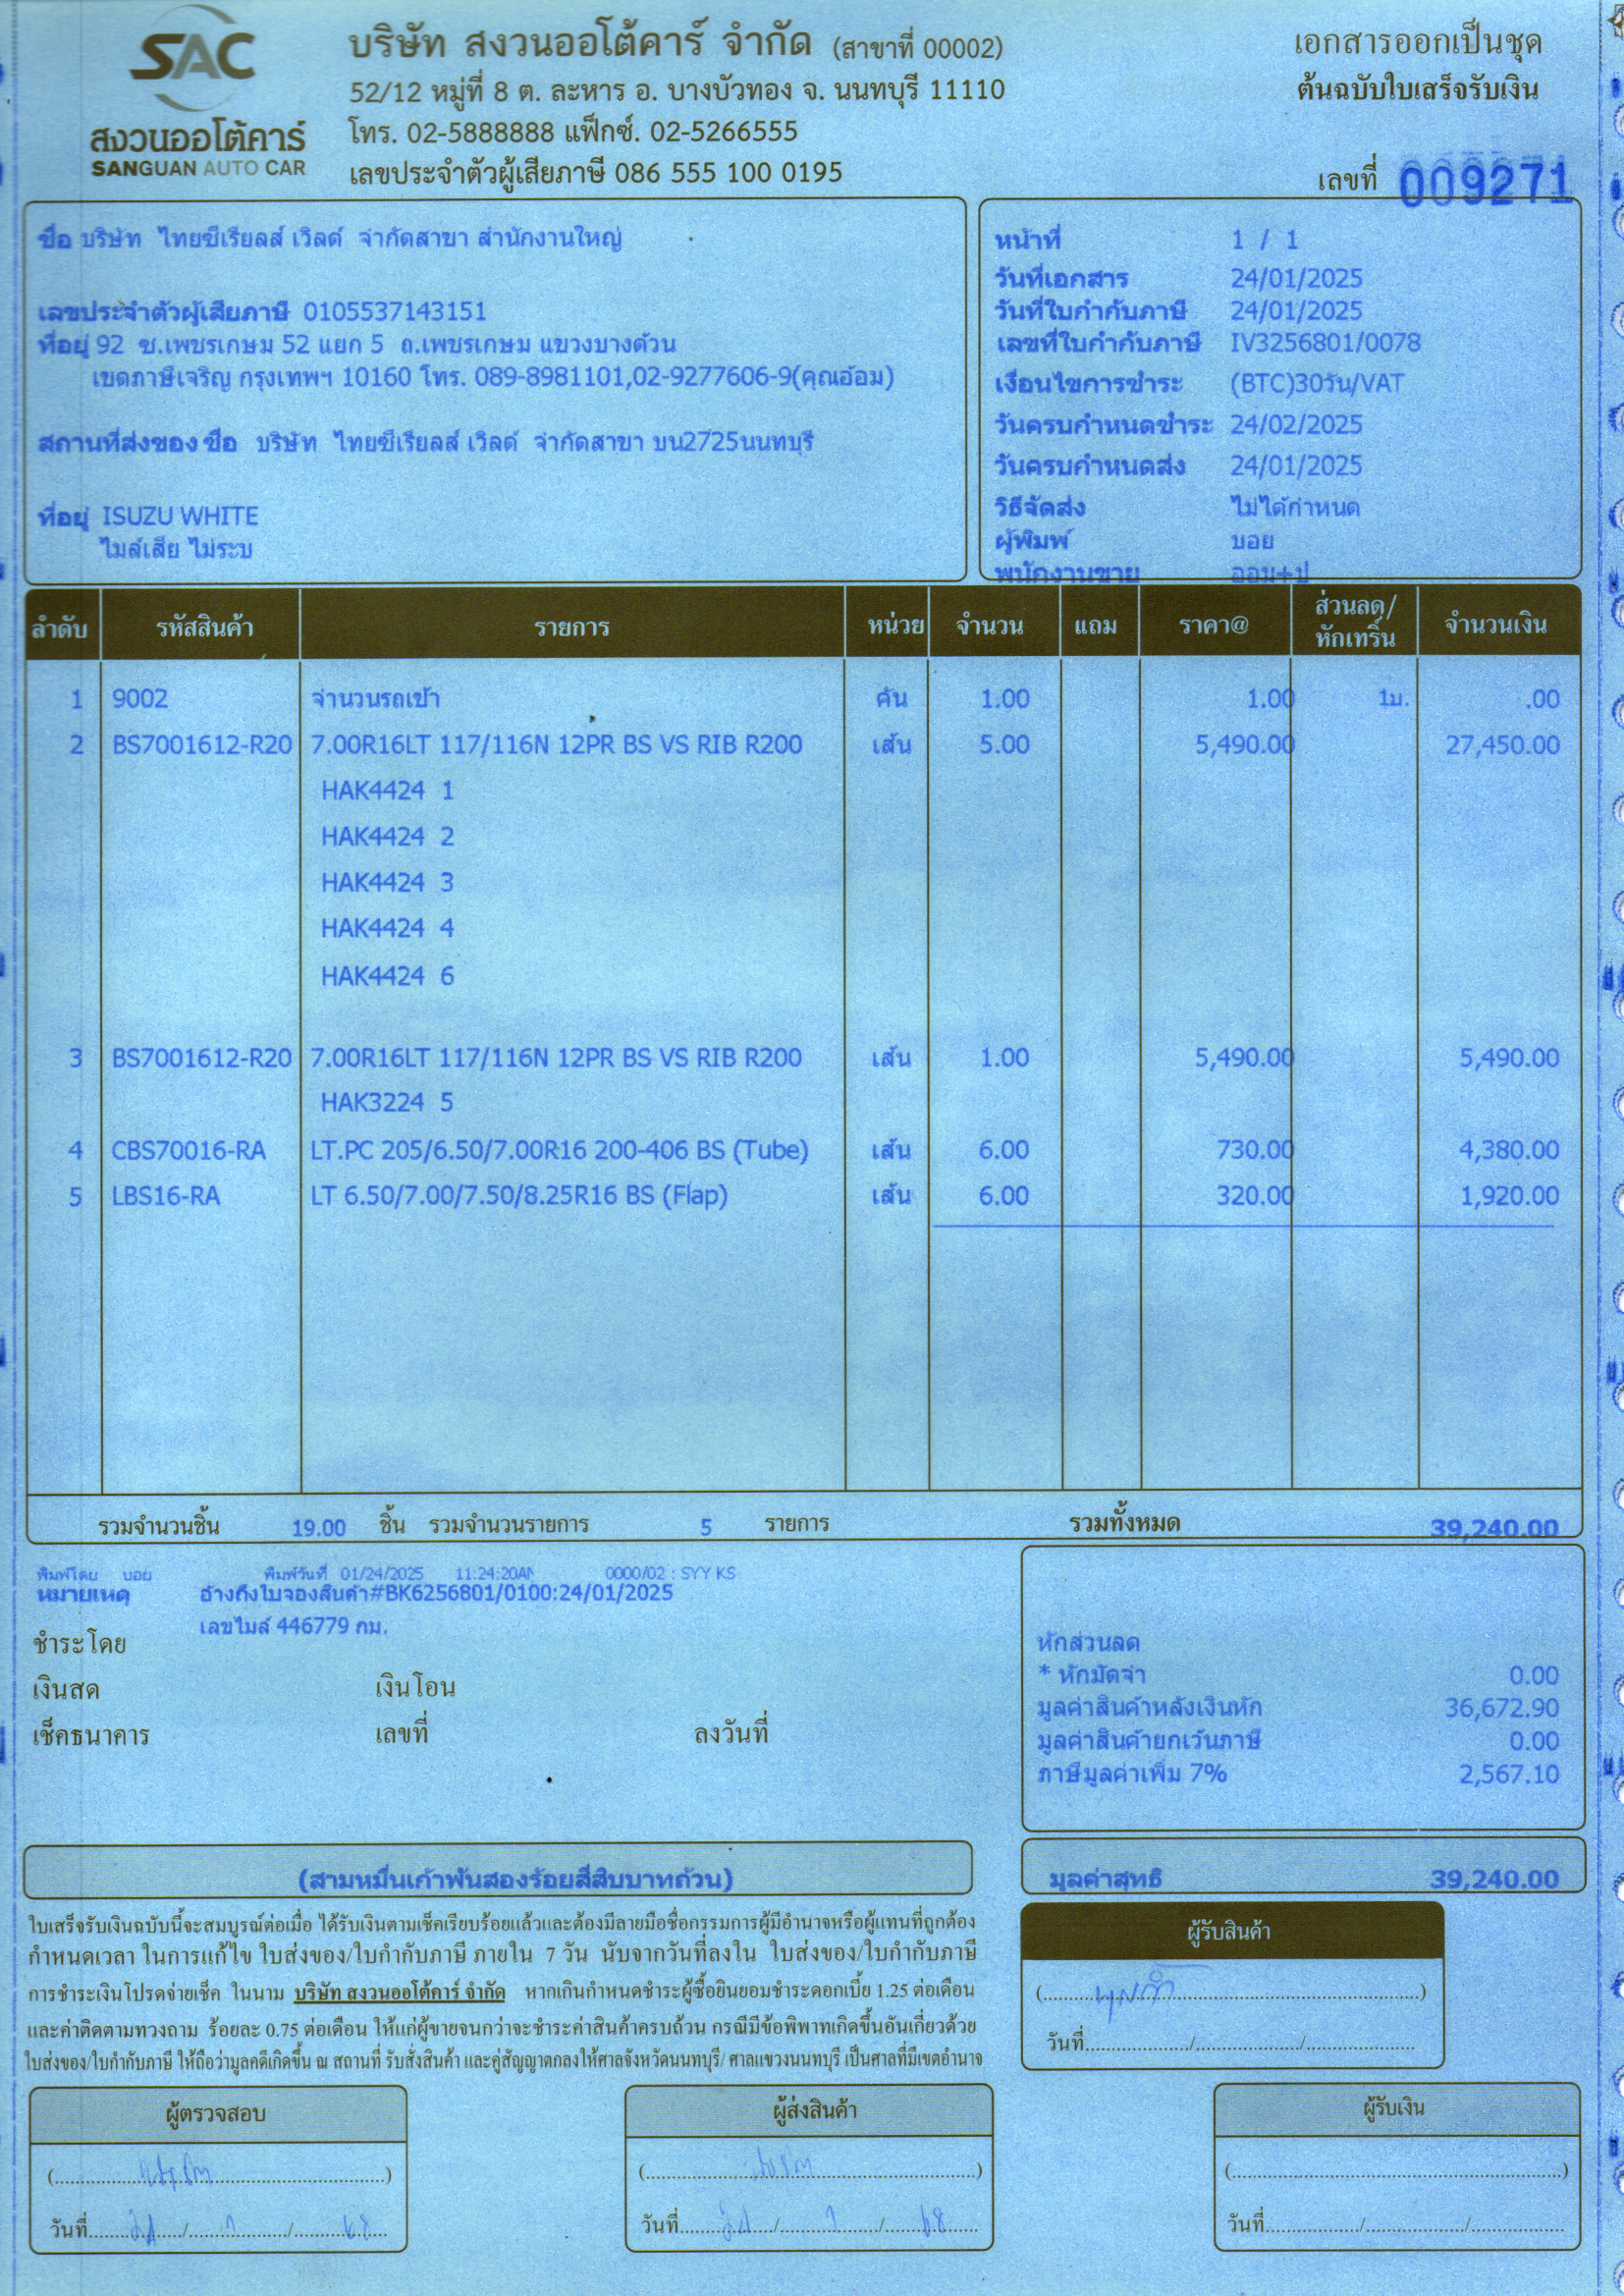 SAC
สงวนออโต้คาร์
SANGUAN AUTO CAR
บริษัท สงวนออโต้คาร์ จำกัด (สาขาที่ 00002)
52/12 หมู่ที่ 8 ต. ละหาร อ. บางบัวทอง จ. นนทบุรี 11110
โทร. 02-5888888 แฟ็กซ์. 02-5266555
เลขประจำตัวผู้เสียภาษี 086 555 100 0195
เอกสารออกเป็นชุด
ต้นฉบับใบเสร็จรับเงิน
เลขที่ 009271
ชื่อ บริษัท ไทยซีเรียลส์ เวิลด์ จำกัดสาขา สำนักงานใหญ่
เลขประจำตัวผู้เสียภาษี 0105537143151
ที่อยู่ 92 ซ.เพชรเกษม 52 แยก 5 ถ.เพชรเกษม แขวงบางด้วน
เขตภาษีเจริญ กรุงเทพฯ 10160 โทร. 089-8981101,02-9277606-9(คุณอ้อม)
สถานที่ส่งของ ชื่อ บริษัท ไทยซีเรียลส์ เวิลด์ จำกัดสาขา บน2725นนทบุรี
ที่อยู่ ISUZU WHITE
ไมล์เสีย ไม่ระบ
หน้าที่ 1 / 1
วันที่เอกสาร 24/01/2025
วันที่ใบกำกับภาษี 24/01/2025
เลขที่ใบกำกับภาษี IV3256801/0078
เงื่อนไขการชำระ (BTC)30วัน/VAT
วันครบกำหนดชำระ 24/02/2025
วันครบกำหนดส่ง 24/01/2025
วิธีจัดส่ง ไม่ได้กำหนด
ผู้พิมพ์ บอย
พนักงานขาย ออม+ป
ลำดับ รหัสสินค้า รายการ หน่วย จำนวน แถม ราคา@ ส่วนลด/หักเทริ์น จำนวนเงิน
1 9002 จำนวนรถเข้า คัน 1.00 1.00 1บ. .00
2 BS7001612-R20 7.00R16LT 117/116N 12PR BS VS RIB R200 เส้น 5.00 5,490.00 27,450.00
HAK4424 1
HAK4424 2
HAK4424 3
HAK4424 4
HAK4424 6
3 BS7001612-R20 7.00R16LT 117/116N 12PR BS VS RIB R200 เส้น 1.00 5,490.00 5,490.00
HAK3224 5
4 CBS70016-RA LT.PC 205/6.50/7.00R16 200-406 BS (Tube) เส้น 6.00 730.00 4,380.00
5 LBS16-RA LT 6.50/7.00/7.50/8.25R16 BS (Flap) เส้น 6.00 320.00 1,920.00
รวมจำนวนชิ้น 19.00 ชิ้น รวมจำนวนรายการ 5 รายการ รวมทั้งหมด 39,240.00
พิมพ์โดย บอย พิมพ์วันที่ 01/24/2025 11:24:20AM 0000/02 : SYY KS
หมายเหตุ อ้างถึงใบจองสินค้า#BK6256801/0100:24/01/2025
เลขไมล์ 446779 กม.
ชำระโดย
เงินสด เงินโอน
เช็คธนาคาร เลขที่ ลงวันที่
หักส่วนลด
* หักมัดจำ 0.00
มูลค่าสินค้าหลังเงินหัก 36,672.90
มูลค่าสินค้ายกเว้นภาษี 0.00
ภาษีมูลค่าเพิ่ม 7% 2,567.10
(สามหมื่นเก้าพันสองร้อยสี่สิบบาทถ้วน)
มูลค่าสุทธิ 39,240.00
ใบเสร็จรับเงินฉบับนี้จะสมบูรณ์ต่อเมื่อ ได้รับเงินตามเช็คเรียบร้อยแล้วและต้องมีลายมือชื่อกรรมการผู้มีอำนาจหรือผู้แทนที่ถูกต้อง
กำหนดเวลา ในการแก้ไข ใบส่งของ/ใบกำกับภาษี ภายใน 7 วัน นับจากวันที่ลงใน ใบส่งของ/ใบกำกับภาษี
การชำระเงินโปรดจ่ายเช็ค ในนาม บริษัท สงวนออโต้คาร์ จำกัด หากเกินกำหนดชำระผู้ซื้อยินยอมชำระดอกเบี้ย 1.25 ต่อเดือน
และค่าติดตามทวงถาม ร้อยละ 0.75 ต่อเดือน ให้แก่ผู้ขายจนกว่าจะชำระค่าสินค้าครบถ้วน กรณีมีข้อพิพาทเกิดขึ้นอันเกี่ยวด้วย
ใบส่งของ/ใบกำกับภาษี ให้ถือว่ามูลคดีเกิดขึ้น ณ สถานที่ รับสั่งสินค้า และคู่สัญญาตกลงให้ศาลจังหวัดนนทบุรี/ ศาลแขวงนนทบุรี เป็นศาลที่มีเขตอำนาจ
ผู้รับสินค้า
วันที่
ผู้ตรวจสอบ
วันที่ 24/1/68
ผู้ส่งสินค้า
วันที่ 24/1/68
ผู้รับเงิน
วันที่